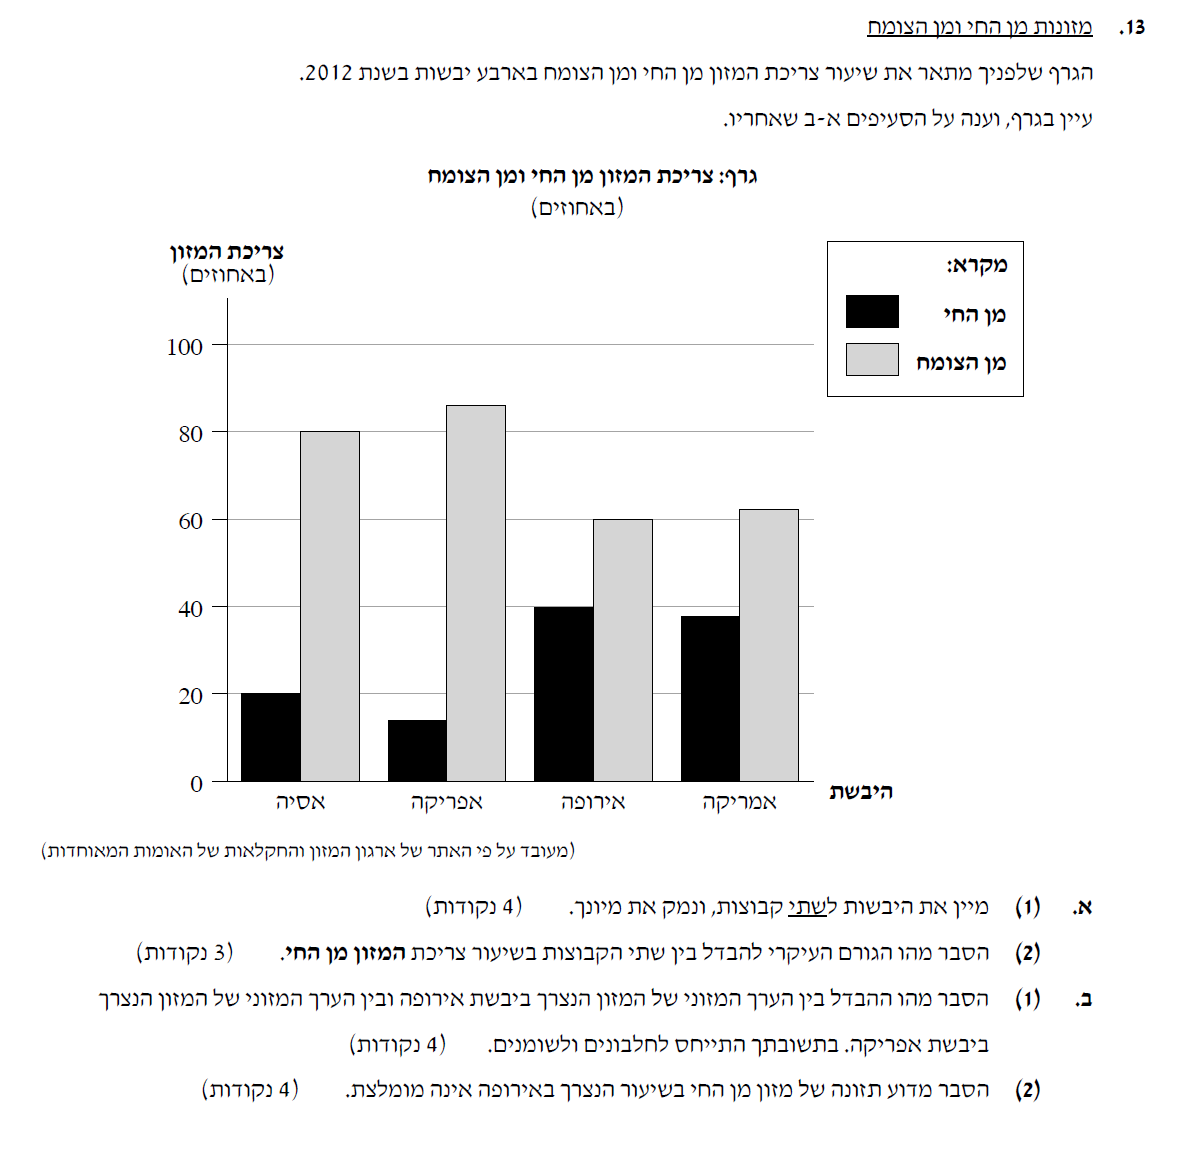 13. מזונות מן החי ומן הצומח
הגרף שלפניך מתאר את שיעור צריכת המזון מן החי ומן הצומח בארבע יבשות בשנת 2012.
עיין בגרף, וענה על הסעיפים א-ב שאחריו.
גרף: צריכת המזון מן החי ומן הצומח
(באחוזים)
צריכת המזון
(באחוזים)
מקרא:
מן החי
מן הצומח
100
80
60
40
20
0
אסיה אפריקה אירופה אמריקה
היבשת
(מעובד על פי האתר של ארגון המזון והחקלאות של האומות המאוחדות)
א. (1) מיין את היבשות לשתי קבוצות, ונמק את מיונך. (4 נקודות)
(2) הסבר מהו הגורם העיקרי להבדל בין שתי הקבוצות בשיעור צריכת המזון מן החי. (3 נקודות)
ב. (1) הסבר מהו ההבדל בין הערך המזוני של המזון הנצרך ביבשת אירופה ובין הערך המזוני של המזון הנצרך
ביבשת אפריקה. בתשובתך התייחס לחלבונים ולשומנים. (4 נקודות)
(2) הסבר מדוע תזונה של מזון מן החי בשיעור הנצרך באירופה אינה מומלצת. (4 נקודות)